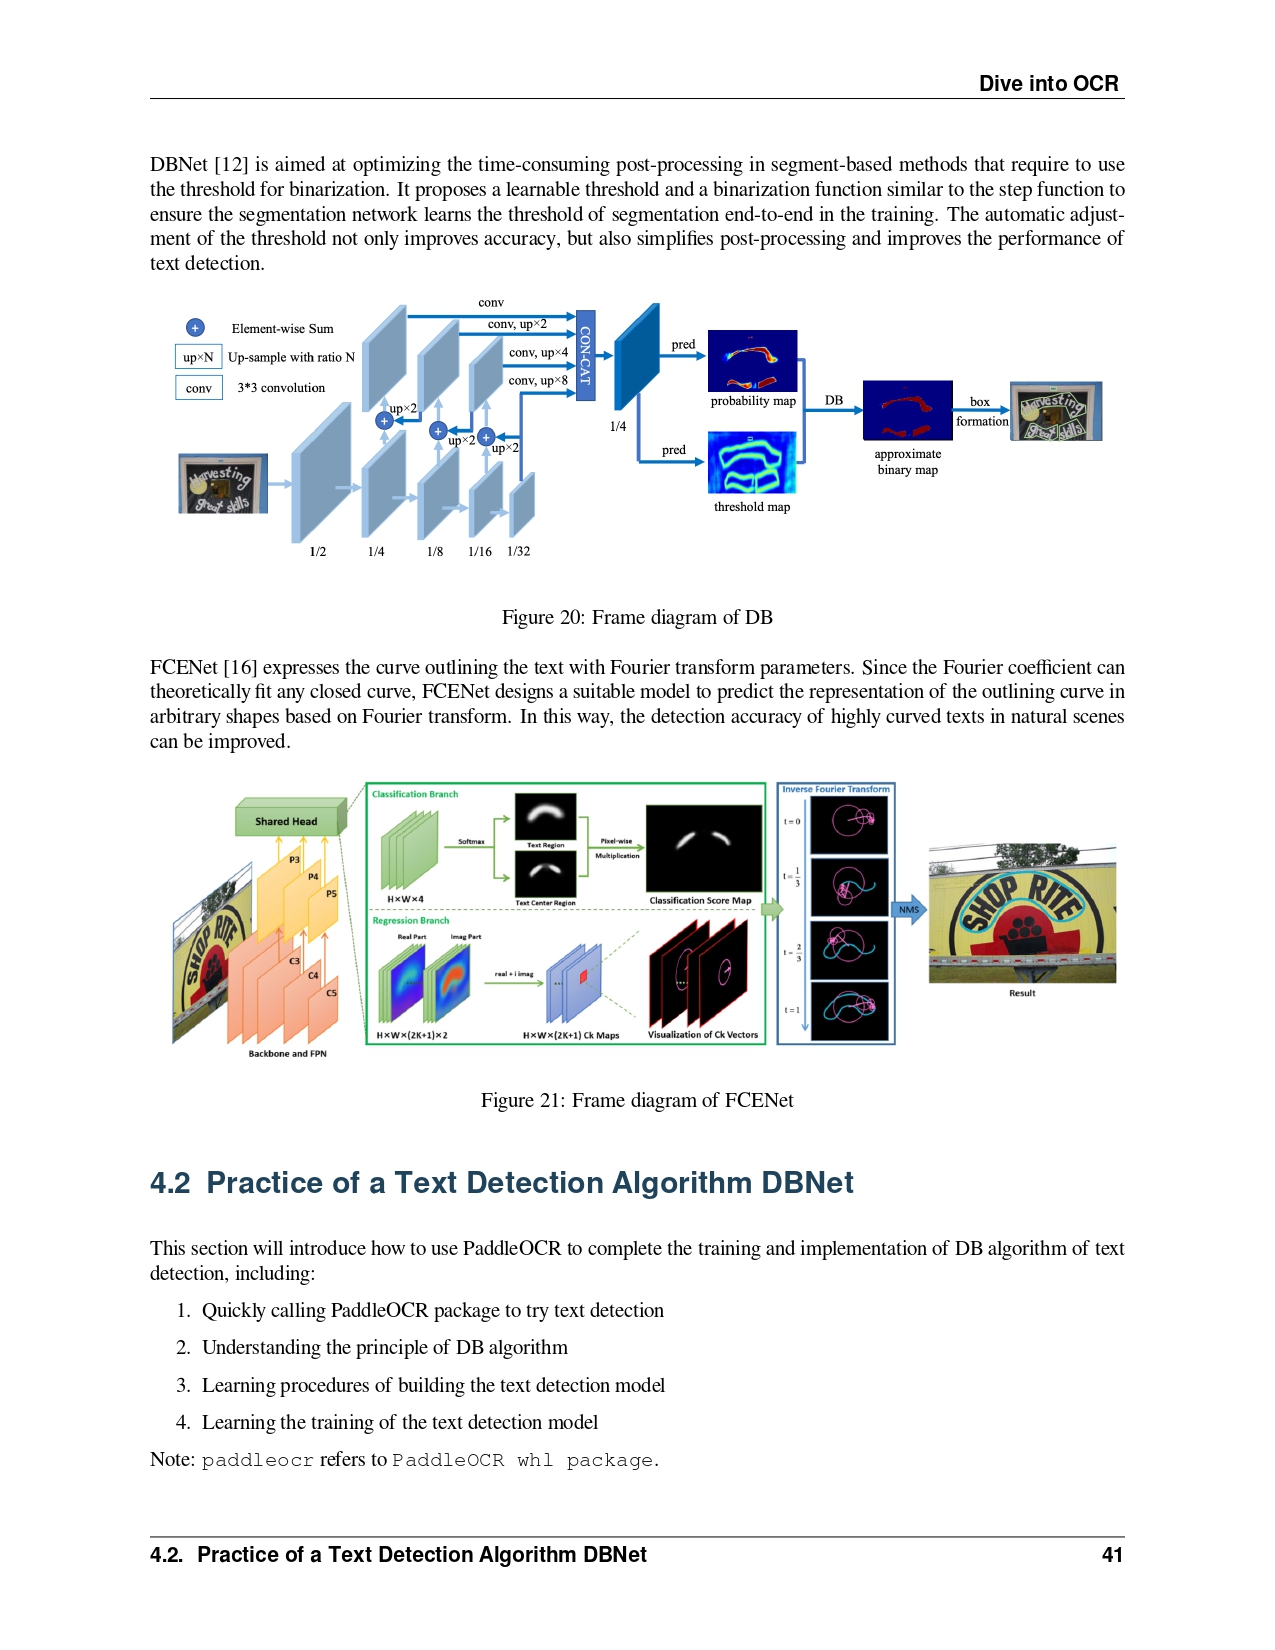 Dive into OCR
DBNet [12] is aimed at optimizing the time-consuming post-processing in segment-based methods that require to use
the threshold for binarization. It proposes a learnable threshold and a binarization function similar to the step function to
ensure the segmentation network learns the threshold of segmentation end-to-end in the training. The automatic adjust-
ment of the threshold not only improves accuracy, but also simplifies post-processing and improves the performance of
text detection.
+ Element-wise Sum
up×N Up-sample with ratio N
conv 3*3 convolution
conv
conv, up×2
conv, up×4
conv, up×8
CON-CAT
up×2
+
+
up×2
+
up×2
1/4
pred
pred
probability map
threshold map
DB
approximate
binary map
box
formation
Harvesting
great skills
Harvesting
great skills
1/2
1/4
1/8
1/16
1/32
Figure 20: Frame diagram of DB
FCENet [16] expresses the curve outlining the text with Fourier transform parameters. Since the Fourier coefficient can
theoretically fit any closed curve, FCENet designs a suitable model to predict the representation of the outlining curve in
arbitrary shapes based on Fourier transform. In this way, the detection accuracy of highly curved texts in natural scenes
can be improved.
Shared Head
P3
P4
P5
C3
C4
C5
SHOP RITE
Backbone and FPN
Classification Branch
H×W×4
Softmax
Text Region
Text Center Region
Pixel-wise
Multiplication
Classification Score Map
Regression Branch
Real Part
Imag Part
H×W×(2K+1)×2
real + i imag
H×W×(2K+1) Ck Maps
Visualization of Ck Vectors
Inverse Fourier Transform
t=0
t=1/3
t=2/3
t=1
NMS
SHOP RITE
Result
Figure 21: Frame diagram of FCENet
4.2 Practice of a Text Detection Algorithm DBNet
This section will introduce how to use PaddleOCR to complete the training and implementation of DB algorithm of text
detection, including:
1. Quickly calling PaddleOCR package to try text detection
2. Understanding the principle of DB algorithm
3. Learning procedures of building the text detection model
4. Learning the training of the text detection model
Note: paddleocr refers to PaddleOCR whl package.
4.2. Practice of a Text Detection Algorithm DBNet 41